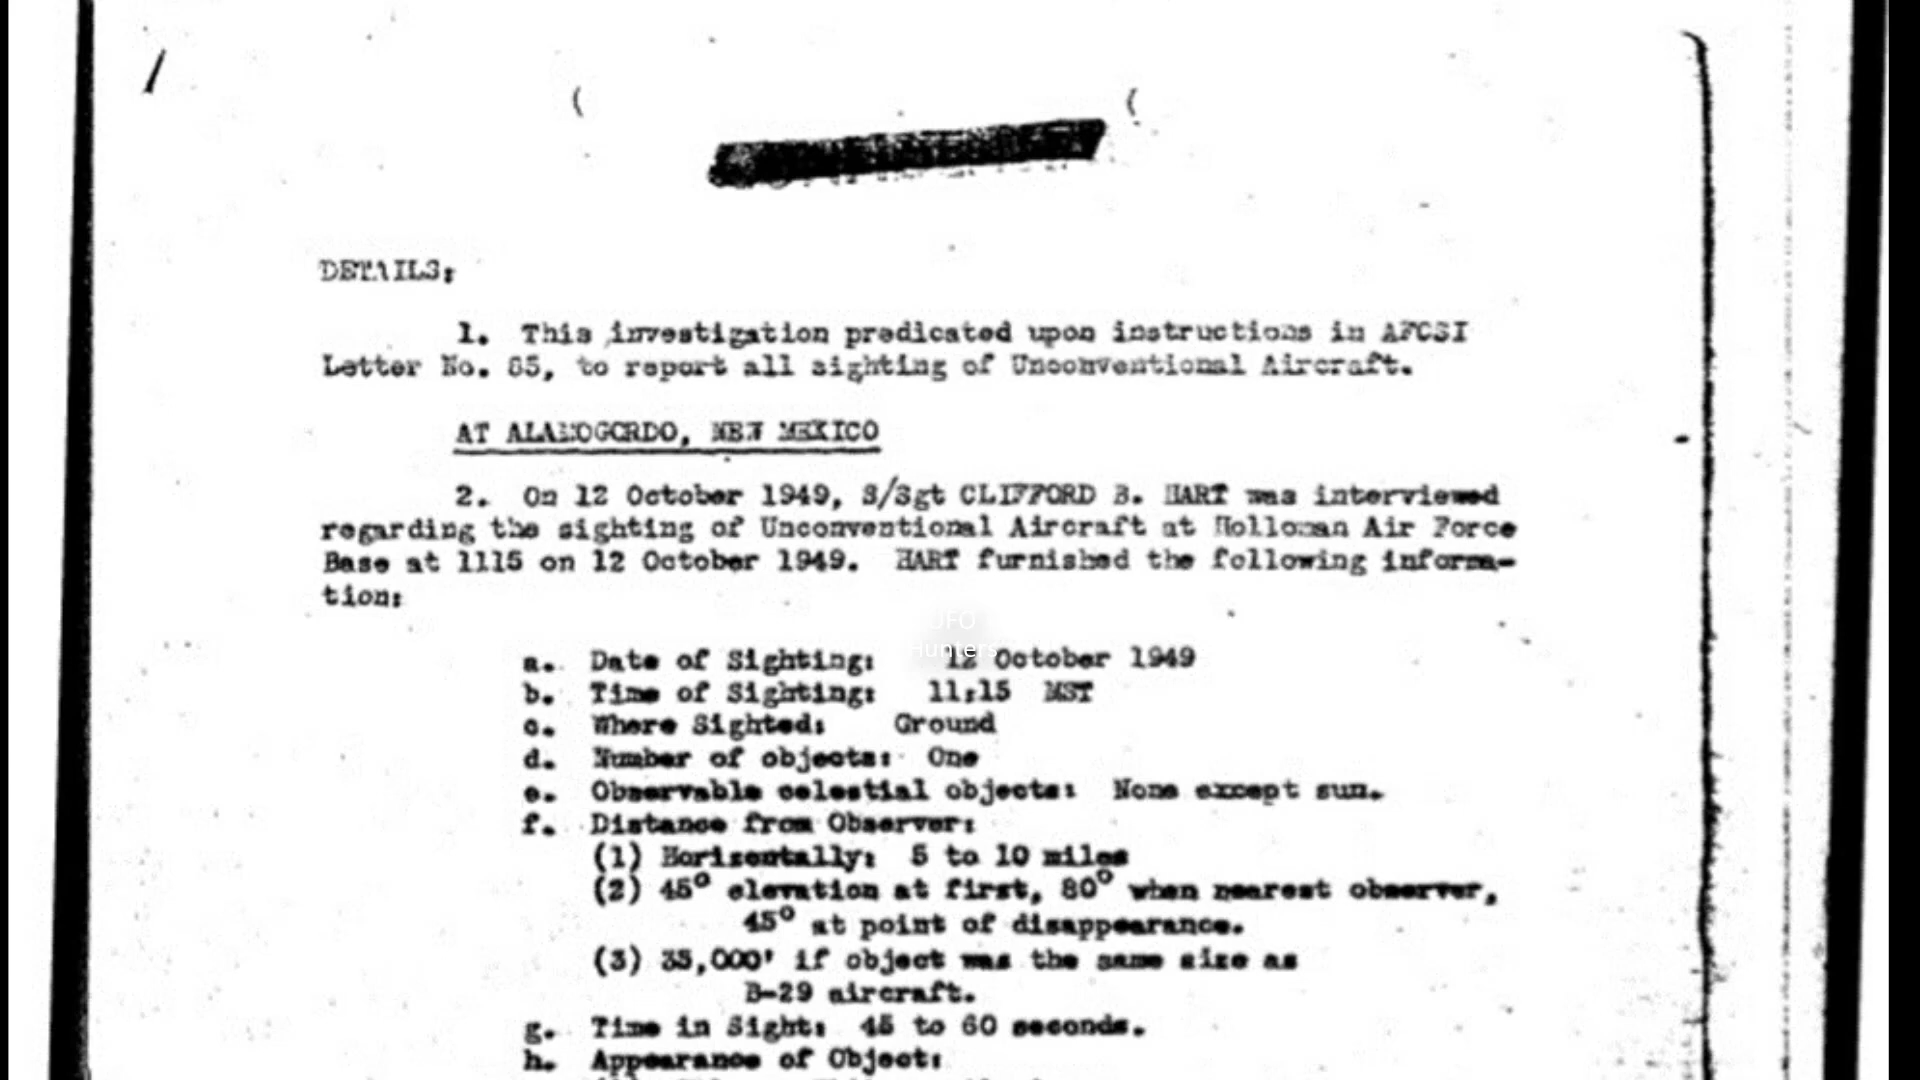 DETAILS:
1. This investigation predicated upon instructions in AFCSI
Letter No. 85, to report all sighting of Unconventional Aircraft.
AT ALAMOGORDO, NEW MEXICO
2. On 12 October 1949, S/Sgt CLIFFORD B. HART was interviewed
regarding the sighting of Unconventional Aircraft at Holloman Air Force
Base at 1115 on 12 October 1949. HART furnished the following informa-
tion:
UFO
Hunters
a. Date of Sighting: 12 October 1949
b. Time of Sighting: 11:15 MST
c. Where Sighted: Ground
d. Number of objects: One
e. Observable celestial objects: None except sun.
f. Distance from Observer:
(1) Horizontally: 5 to 10 miles
(2) 45° elevation at first, 80° when nearest observer,
45° at point of disappearance.
(3) 35,000' if object was the same size as
B-29 aircraft.
g. Time in Sight: 45 to 60 seconds.
h. Appearance of Object: